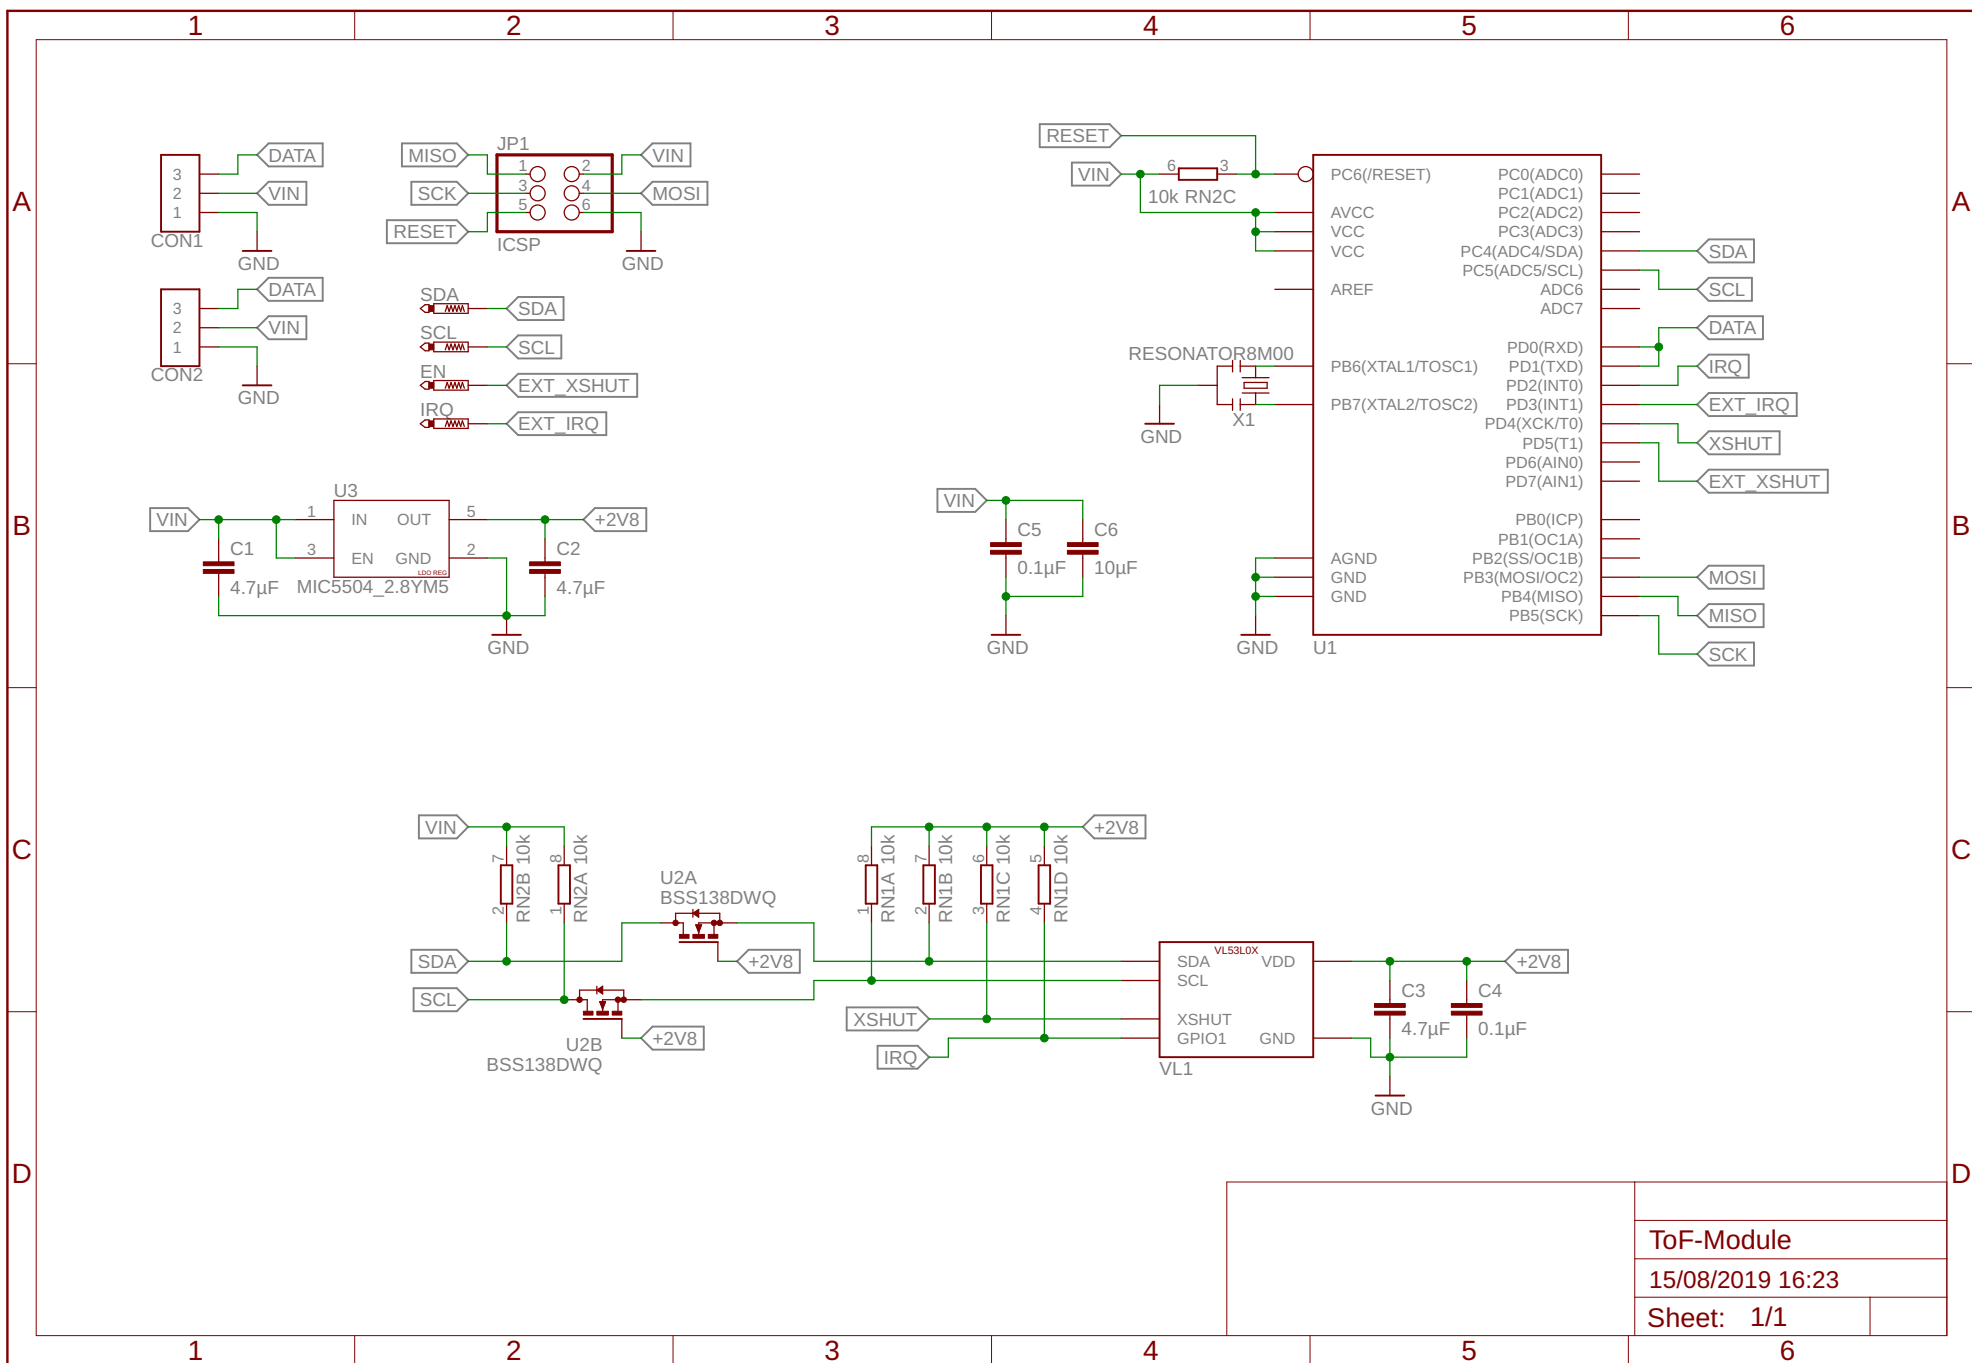 1 2 3 4 5 6
A A
B B
C C
D D
3 DATA
2 VIN
1
CON1
GND
3 DATA
2 VIN
1
CON2
GND
JP1
MISO 1 2 VIN
SCK 3 4 MOSI
RESET 5 6
ICSP
GND
SDA
SDA
SCL
SCL
EN
EXT_XSHUT
IRQ
EXT_IRQ
U3
VIN 1 IN OUT 5 +2V8
3 EN GND 2
LDO REG
MIC5504_2.8YM5
C1
4.7µF
C2
4.7µF
GND
RESET
VIN 6 3
10k RN2C
PC6(/RESET)
AVCC
VCC
VCC
AREF
RESONATOR8M00
PB6(XTAL1/TOSC1)
PB7(XTAL2/TOSC2)
X1
GND
AGND
GND
GND
GND
U1
PC0(ADC0)
PC1(ADC1)
PC2(ADC2)
PC3(ADC3)
PC4(ADC4/SDA) SDA
PC5(ADC5/SCL) SCL
ADC6
ADC7
PD0(RXD) DATA
PD1(TXD)
PD2(INT0) IRQ
PD3(INT1) EXT_IRQ
PD4(XCK/T0) XSHUT
PD5(T1) EXT_XSHUT
PD6(AIN0)
PD7(AIN1)
PB0(ICP)
PB1(OC1A)
PB2(SS/OC1B)
PB3(MOSI/OC2) MOSI
PB4(MISO) MISO
PB5(SCK) SCK
VIN
C5
0.1µF
C6
10µF
GND
VIN
7 2 RN2B 10k
8 1 RN2A 10k
U2A
BSS138DWQ
SDA
+2V8
SCL
+2V8
U2B
BSS138DWQ
+2V8
8 1 RN1A 10k
7 2 RN1B 10k
6 3 RN1C 10k
5 4 RN1D 10k
XSHUT
IRQ
VL53L0X
SDA VDD
SCL
XSHUT
GPIO1 GND
VL1
+2V8
C3
4.7µF
C4
0.1µF
GND
ToF-Module
15/08/2019 16:23
Sheet: 1/1
1 2 3 4 5 6